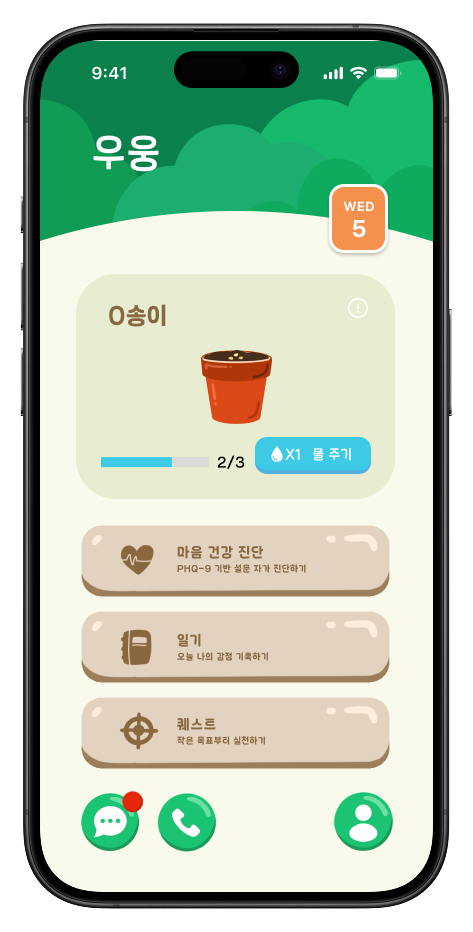 9:41
우웅
WED
5
0송이
2/3
X1 물 주기
마음 건강 진단
PHQ-9 기반 설문 자가 진단하기
일기
오늘 나의 감정 기록하기
퀘스트
작은 목표부터 실천하기